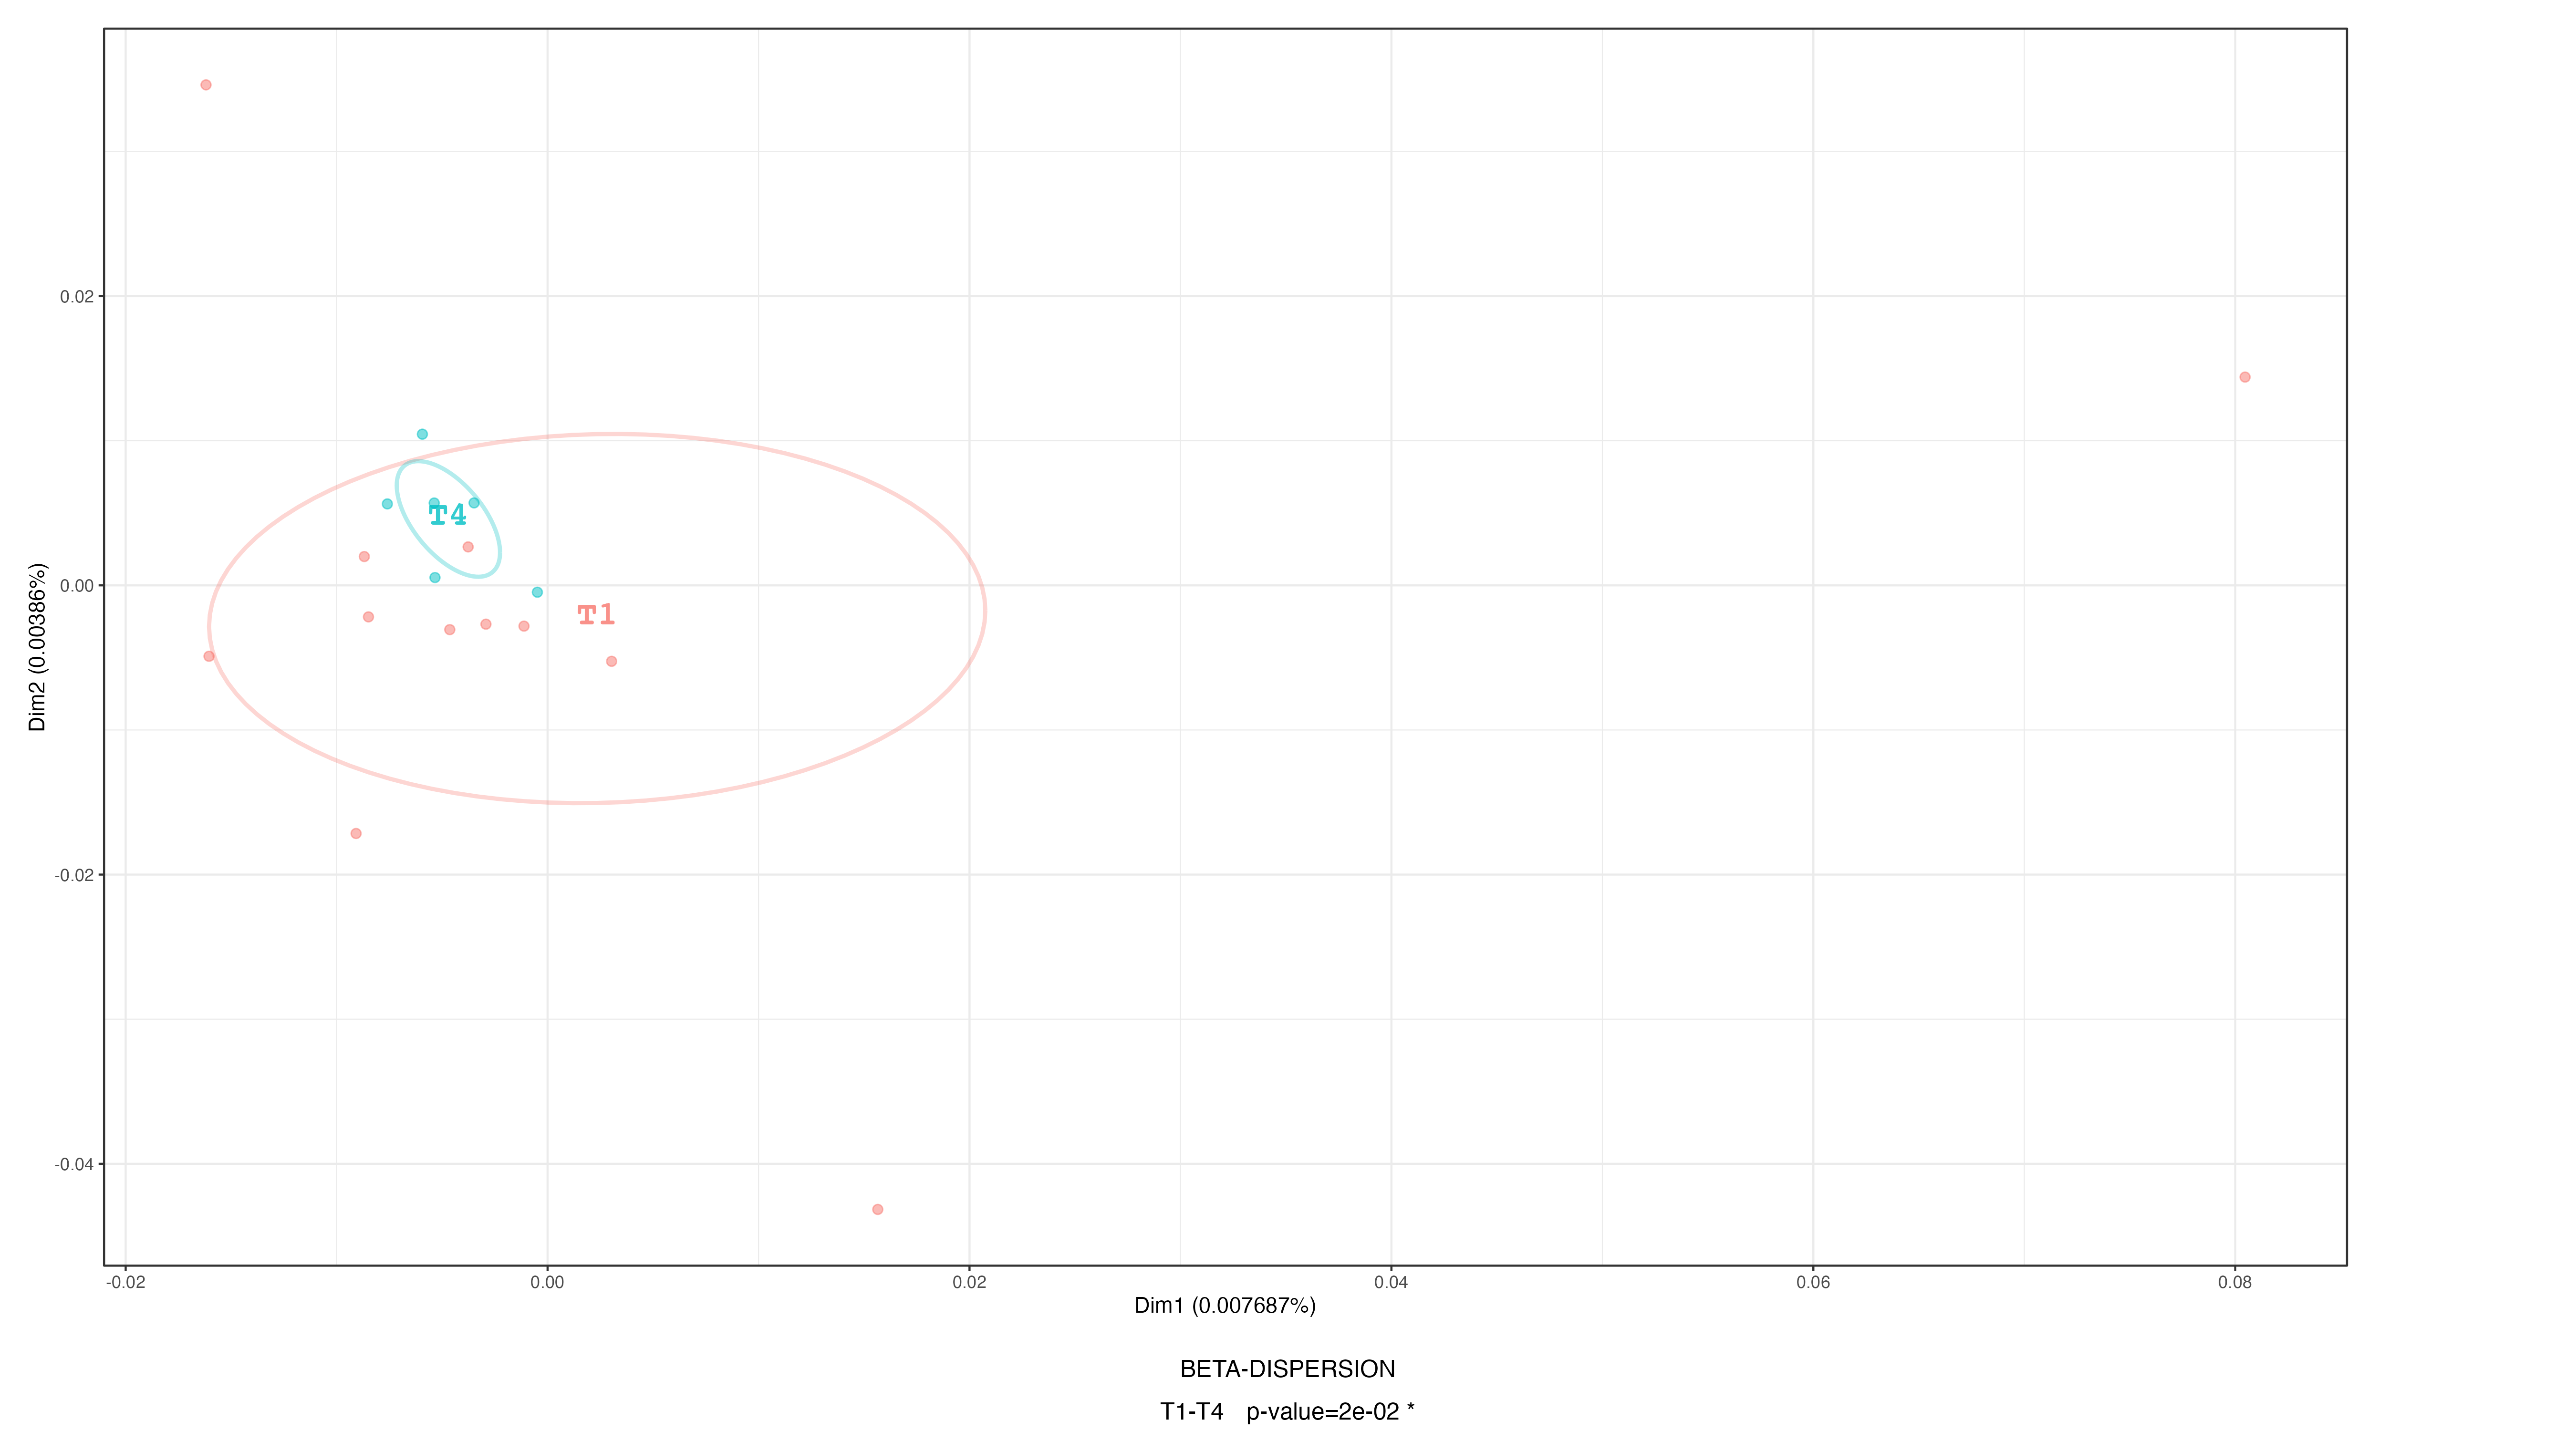 0.02
0.00
-0.02
-0.04
Dim2 (0.00386%)
T4
T1
-0.02 0.00 0.02 0.04 0.06 0.08
Dim1 (0.007687%)
BETA-DISPERSION
T1-T4 p-value=2e-02 *